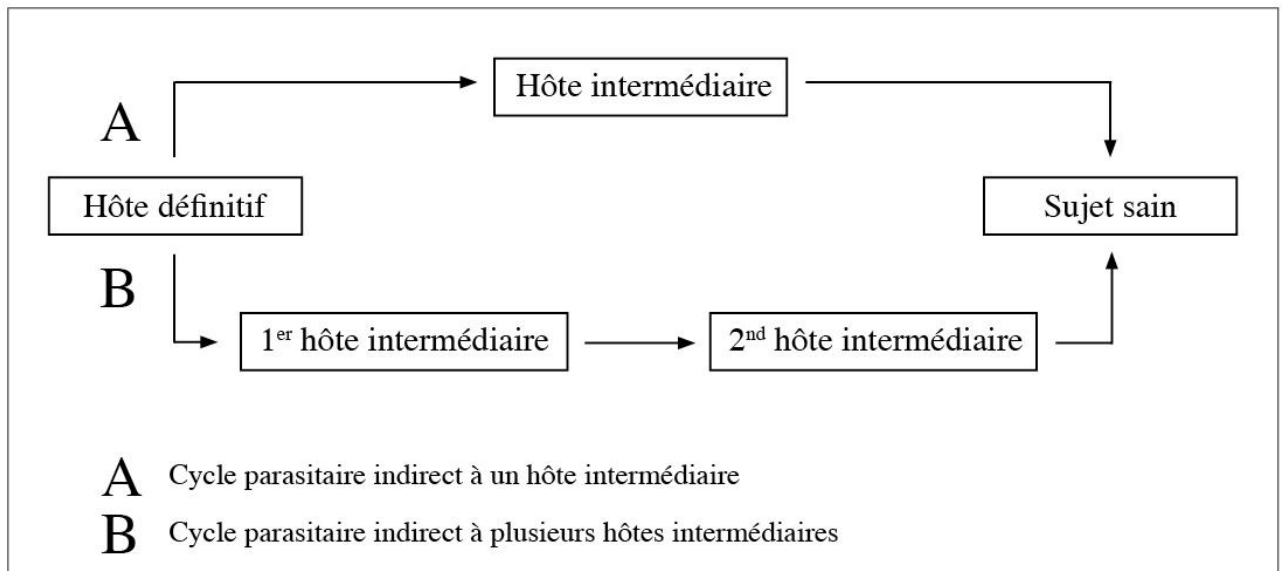 Hôte intermédiaire
A
Hôte définitif
Sujet sain
B
1er hôte intermédiaire
2nd hôte intermédiaire
A Cycle parasitaire indirect à un hôte intermédiaire
B Cycle parasitaire indirect à plusieurs hôtes intermédiaires